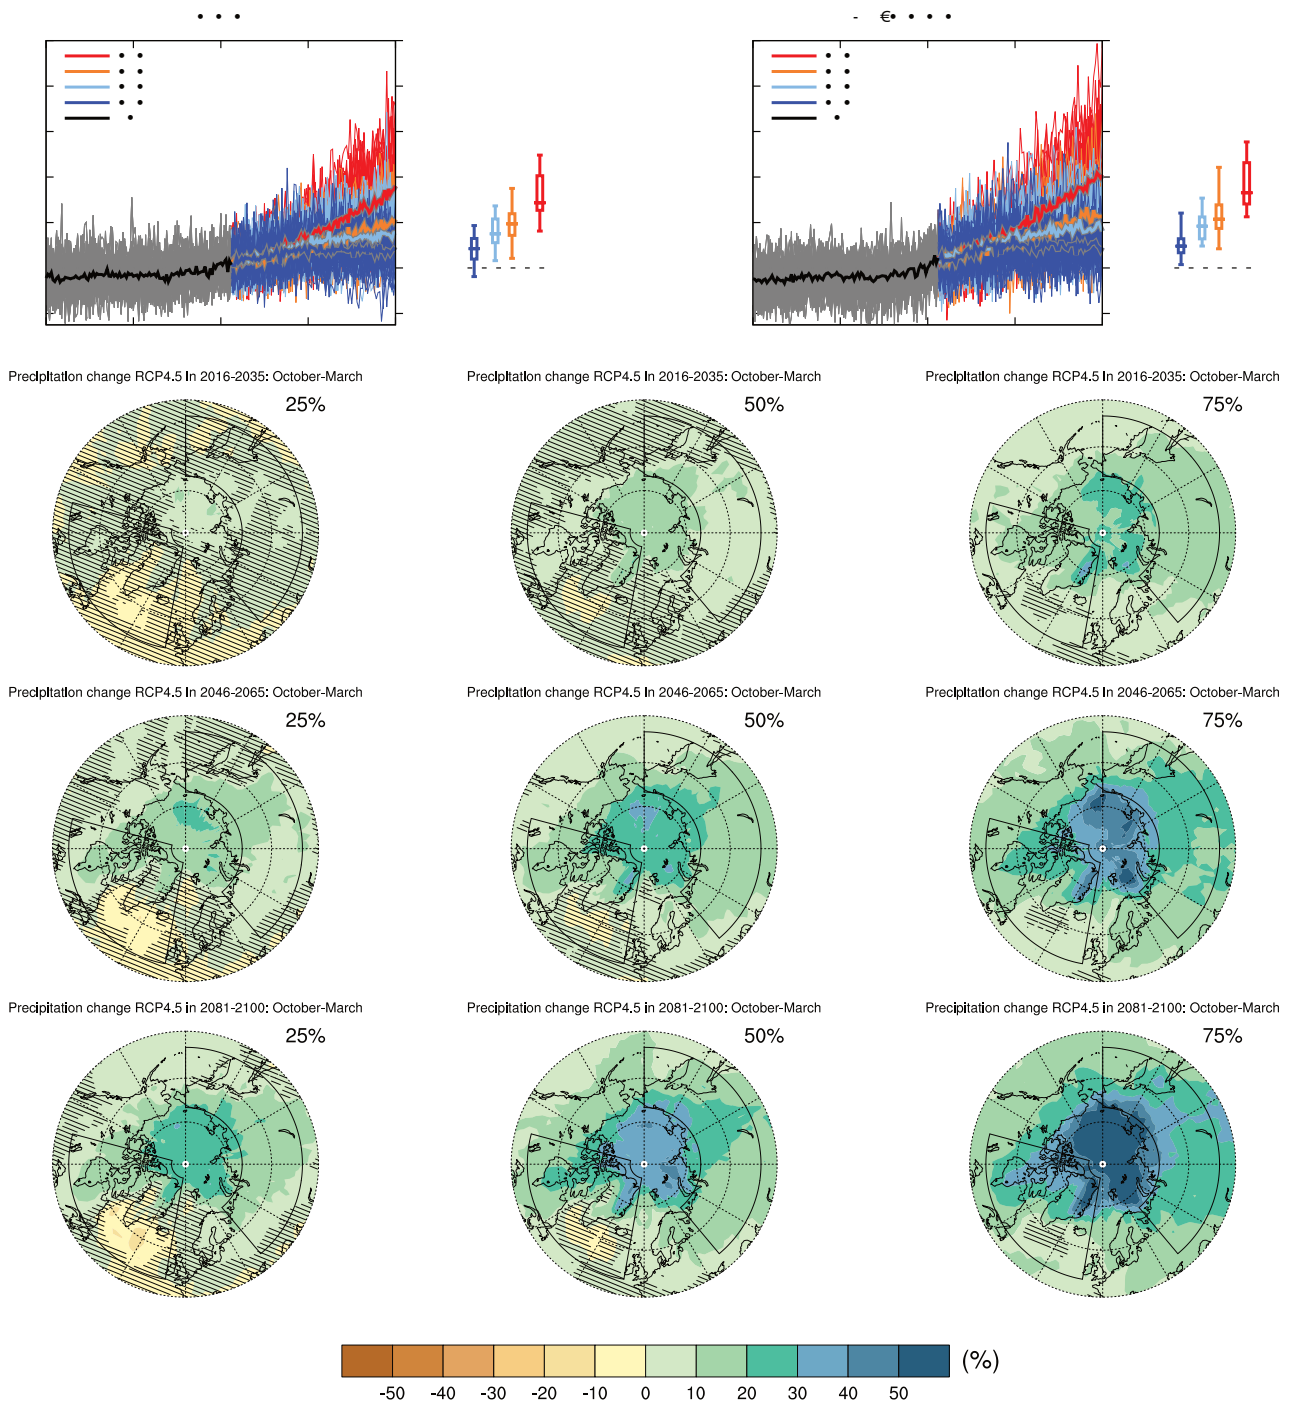 Precipitation change RCP4.5 in 2016-2035: October-March
25%
Precipitation change RCP4.5 in 2016-2035: October-March
50%
Precipitation change RCP4.5 in 2016-2035: October-March
75%
Precipitation change RCP4.5 in 2046-2065: October-March
25%
Precipitation change RCP4.5 in 2046-2065: October-March
50%
Precipitation change RCP4.5 in 2046-2065: October-March
75%
Precipitation change RCP4.5 in 2081-2100: October-March
25%
Precipitation change RCP4.5 in 2081-2100: October-March
50%
Precipitation change RCP4.5 in 2081-2100: October-March
75%
(%)
-50 -40 -30 -20 -10 0 10 20 30 40 50